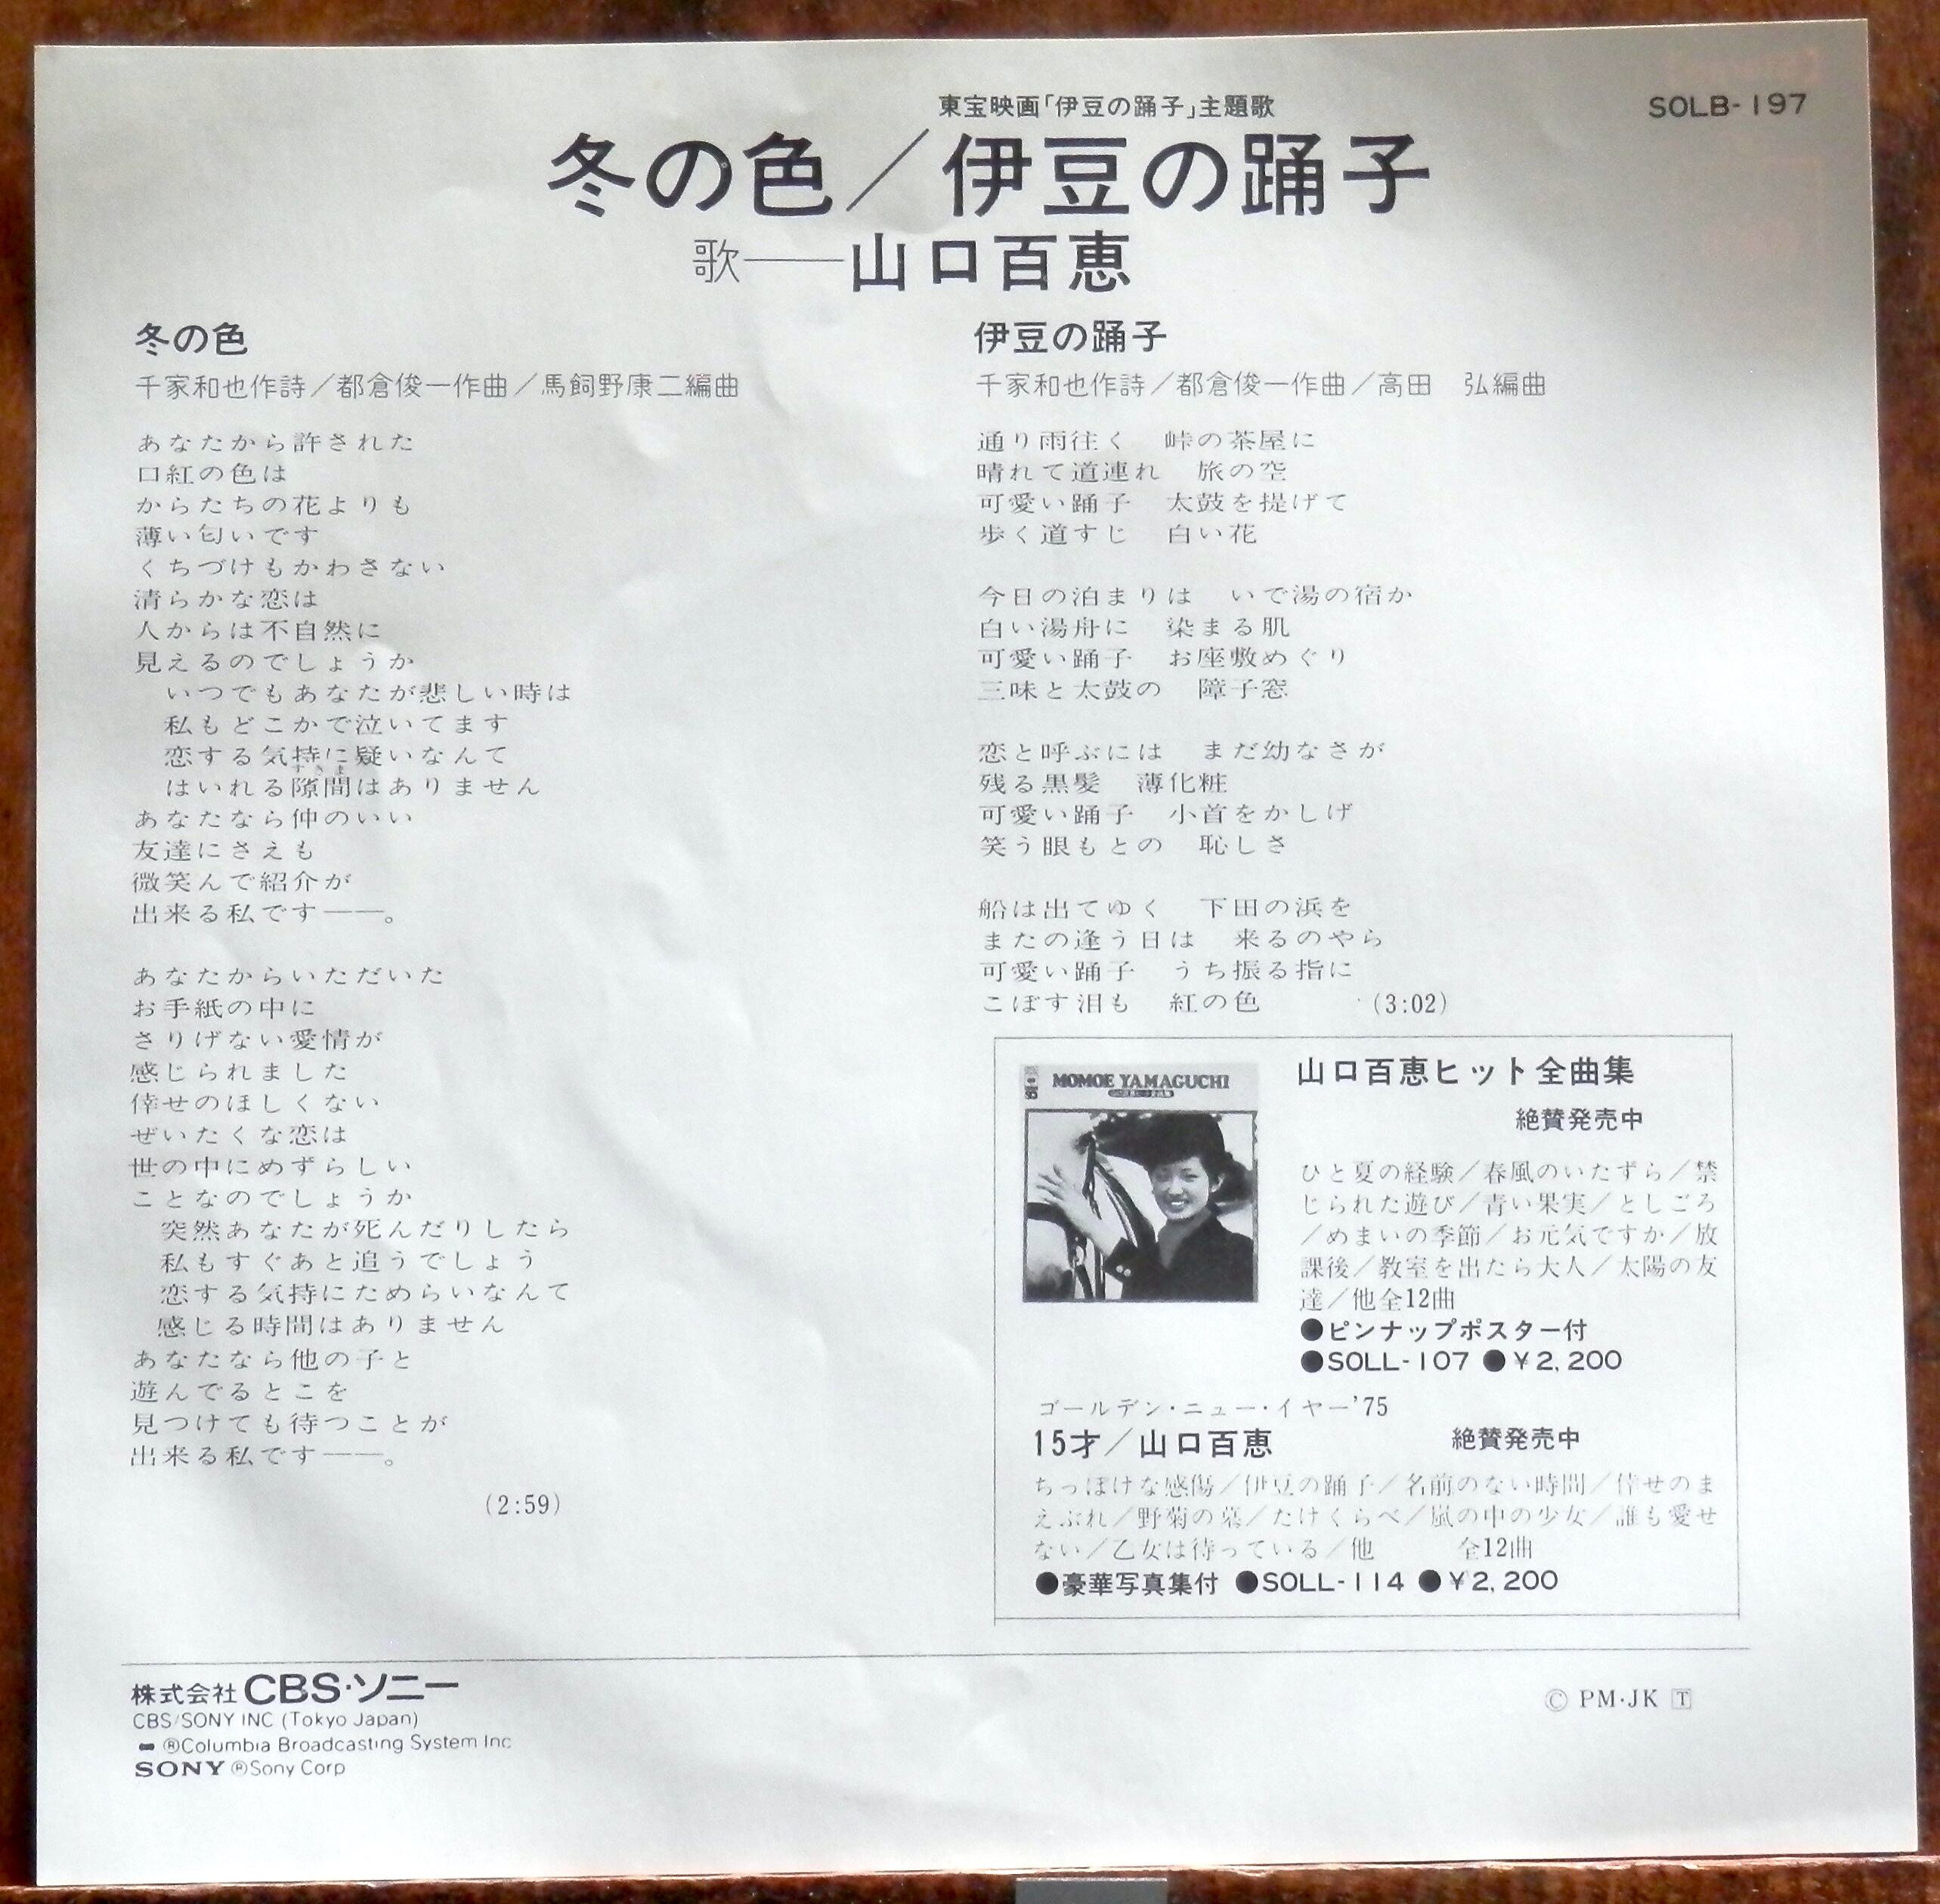 東宝映画「伊豆の踊子」主題歌
SOLB-197
冬の色／伊豆の踊子
歌——山口百恵
冬の色
千家和也作詩／都倉俊一作曲／馬飼野康二編曲
あなたから許された
口紅の色は
からたちの花よりも
薄い匂いです
くちづけもかわさない
清らかな恋は
人からは不自然に
見えるのでしょうか
いつでもあなたが悲しい時は
私もどこかで泣いてます
恋する気持に疑いなんて
すきま
はいれる隙間はありません
あなたなら仲のいい
友達にさえも
微笑んで紹介が
出来る私です——。
あなたからいただいた
お手紙の中に
さりげない愛情が
感じられました
倖せのほしくない
ぜいたくな恋は
世の中にめずらしい
ことなのでしょうか
突然あなたが死んだりしたら
私もすぐあと追うでしょう
恋する気持にためらいなんて
感じる時間はありません
あなたなら他の子と
遊んでるとこを
見つけても待つことが
出来る私です——。
(2:59)
伊豆の踊子
千家和也作詩／都倉俊一作曲／高田　弘編曲
通り雨往く　峠の茶屋に
晴れて道連れ　旅の空
可愛い踊子　太鼓を提げて
歩く道すじ　白い花
今日の泊まりは　いで湯の宿か
白い湯舟に　染まる肌
可愛い踊子　お座敷めぐり
三味と太鼓の　障子窓
恋と呼ぶには　まだ幼なさが
残る黒髪　薄化粧
可愛い踊子　小首をかしげ
笑う眼もとの　恥しさ
船は出てゆく　下田の浜を
またの逢う日は　来るのやら
可愛い踊子　うち振る指に
こぼす泪も　紅の色　(3:02)
MOMOE YAMAGUCHI
山口百恵ヒット全曲集
絶賛発売中
ひと夏の経験／春風のいたずら／禁
じられた遊び／青い果実／としごろ
／めまいの季節／お元気ですか／放
課後／教室を出たら大人／太陽の友
達／他全12曲
●ピンナップポスター付
●SOLL-107 ●¥2,200
ゴールデン・ニュー・イヤー'75
15才／山口百恵　絶賛発売中
ちっぽけな感傷／伊豆の踊子／名前のない時間／倖せのま
えぶれ／野菊の墓／たけくらべ／嵐の中の少女／誰も愛せ
ない／乙女は待っている／他　全12曲
●豪華写真集付 ●SOLL-114 ●¥2,200
株式会社CBS・ソニー
CBS/SONY INC (Tokyo Japan)
®Columbia Broadcasting System Inc
SONY ®Sony Corp
© PM・JK T